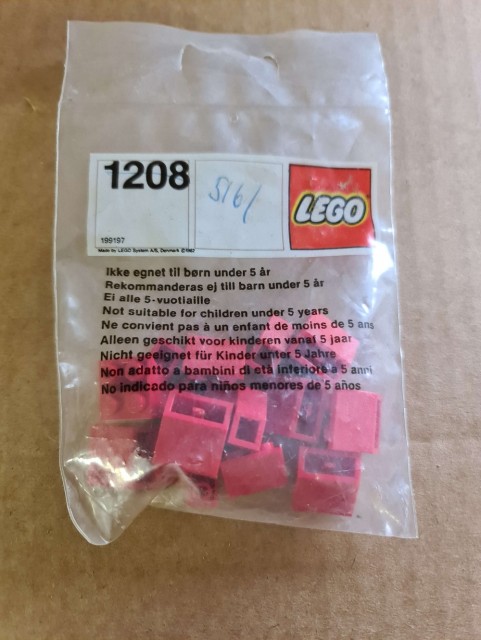 1208
516/
LEGO
199197
Made by LEGO System A/S, Denmark ©1987
Ikke egnet til børn under 5 år
Rekommanderas ej till barn under 5 år
Ei alle 5-vuotiaille
Not suitable for children under 5 years
Ne convient pas à un enfant de moins de 5 ans
Alleen geschikt voor kinderen vanaf 5 jaar
Nicht geeignet für Kinder unter 5 Jahre
Non adatto a bambini di età inferiore a 5 anni
No indicado para niños menores de 5 años